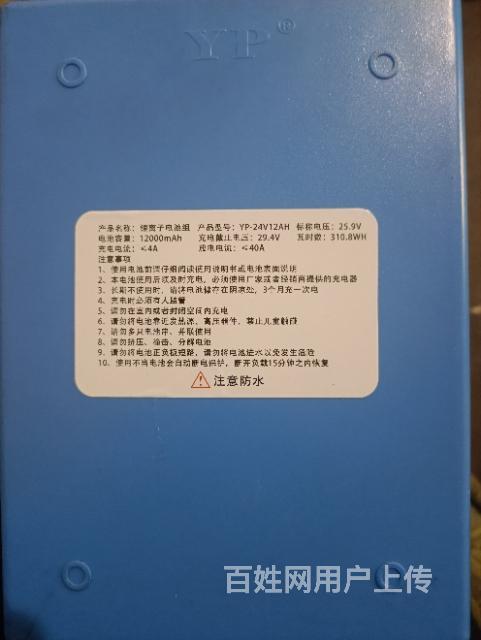 YP®
产品名称：锂离子电池组 产品型号：YP-24V12AH 标称电压：25.9V
电池容量：12000mAh 充电截止电压：29.4V 瓦时数：310.8WH
充电电流：≤4A 放电电流：≤40A
注意事项
1、使用电池前请仔细阅读使用说明书或电池表面说明
2、本电池使用后须及时充电，必须使用厂家或者经销商提供的充电器
3、长期不使用时，请将电池储存在阴凉处，3个月充一次电
4、充电时必须有人监管
5、请勿在室内或者封闭空间内充电
6、请勿将电池靠近发热源、高压器件，禁止儿童触碰
7、请勿多只电池串、并联使用
8、请勿挤压、撞击、分解电池
9、请勿将电池正负极短路，请勿将电池进水以免发生危险
10、使用不当电池会自动断电保护，断开负载15分钟之内恢复
注意防水
百姓网用户上传